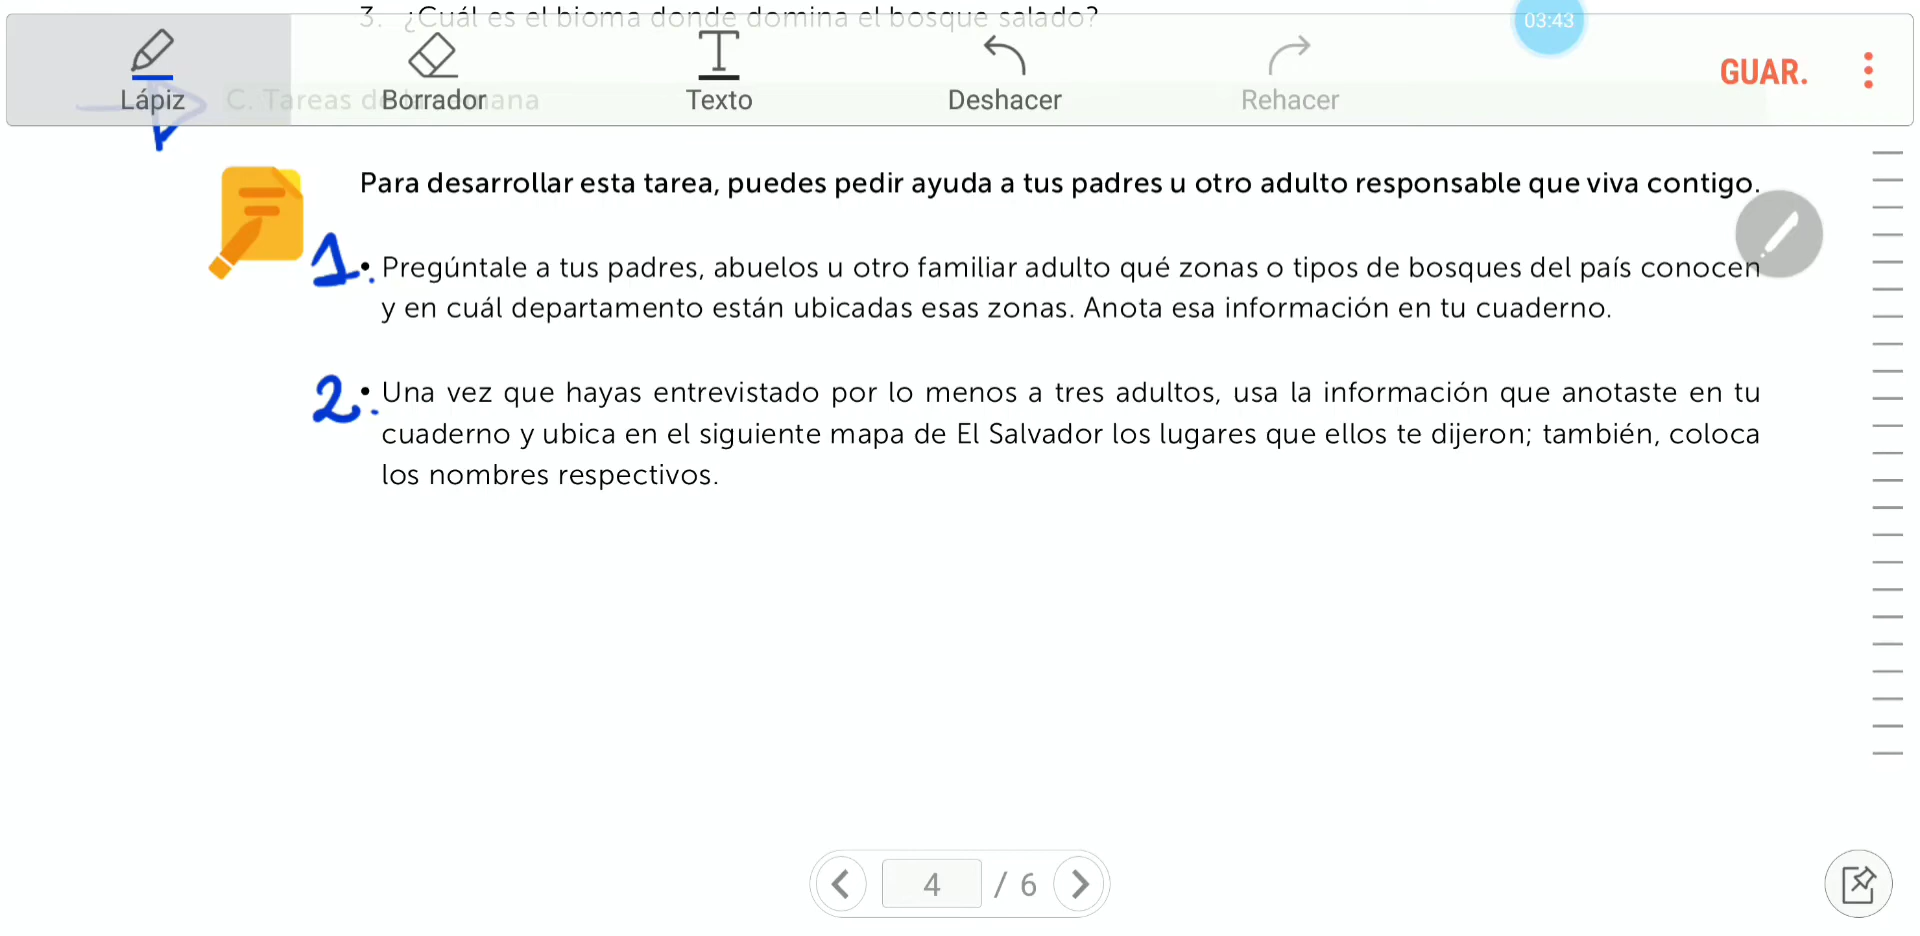 3. ¿Cuál es el bioma donde domina el bosque salado?
03:43
GUAR.
Lápiz
Borrador
Texto
Deshacer
Rehacer
C. Tareas de la semana
Para desarrollar esta tarea, puedes pedir ayuda a tus padres u otro adulto responsable que viva contigo.
1.
• Pregúntale a tus padres, abuelos u otro familiar adulto qué zonas o tipos de bosques del país conocen
y en cuál departamento están ubicadas esas zonas. Anota esa información en tu cuaderno.
2.
• Una vez que hayas entrevistado por lo menos a tres adultos, usa la información que anotaste en tu
cuaderno y ubica en el siguiente mapa de El Salvador los lugares que ellos te dijeron; también, coloca
los nombres respectivos.
4 / 6